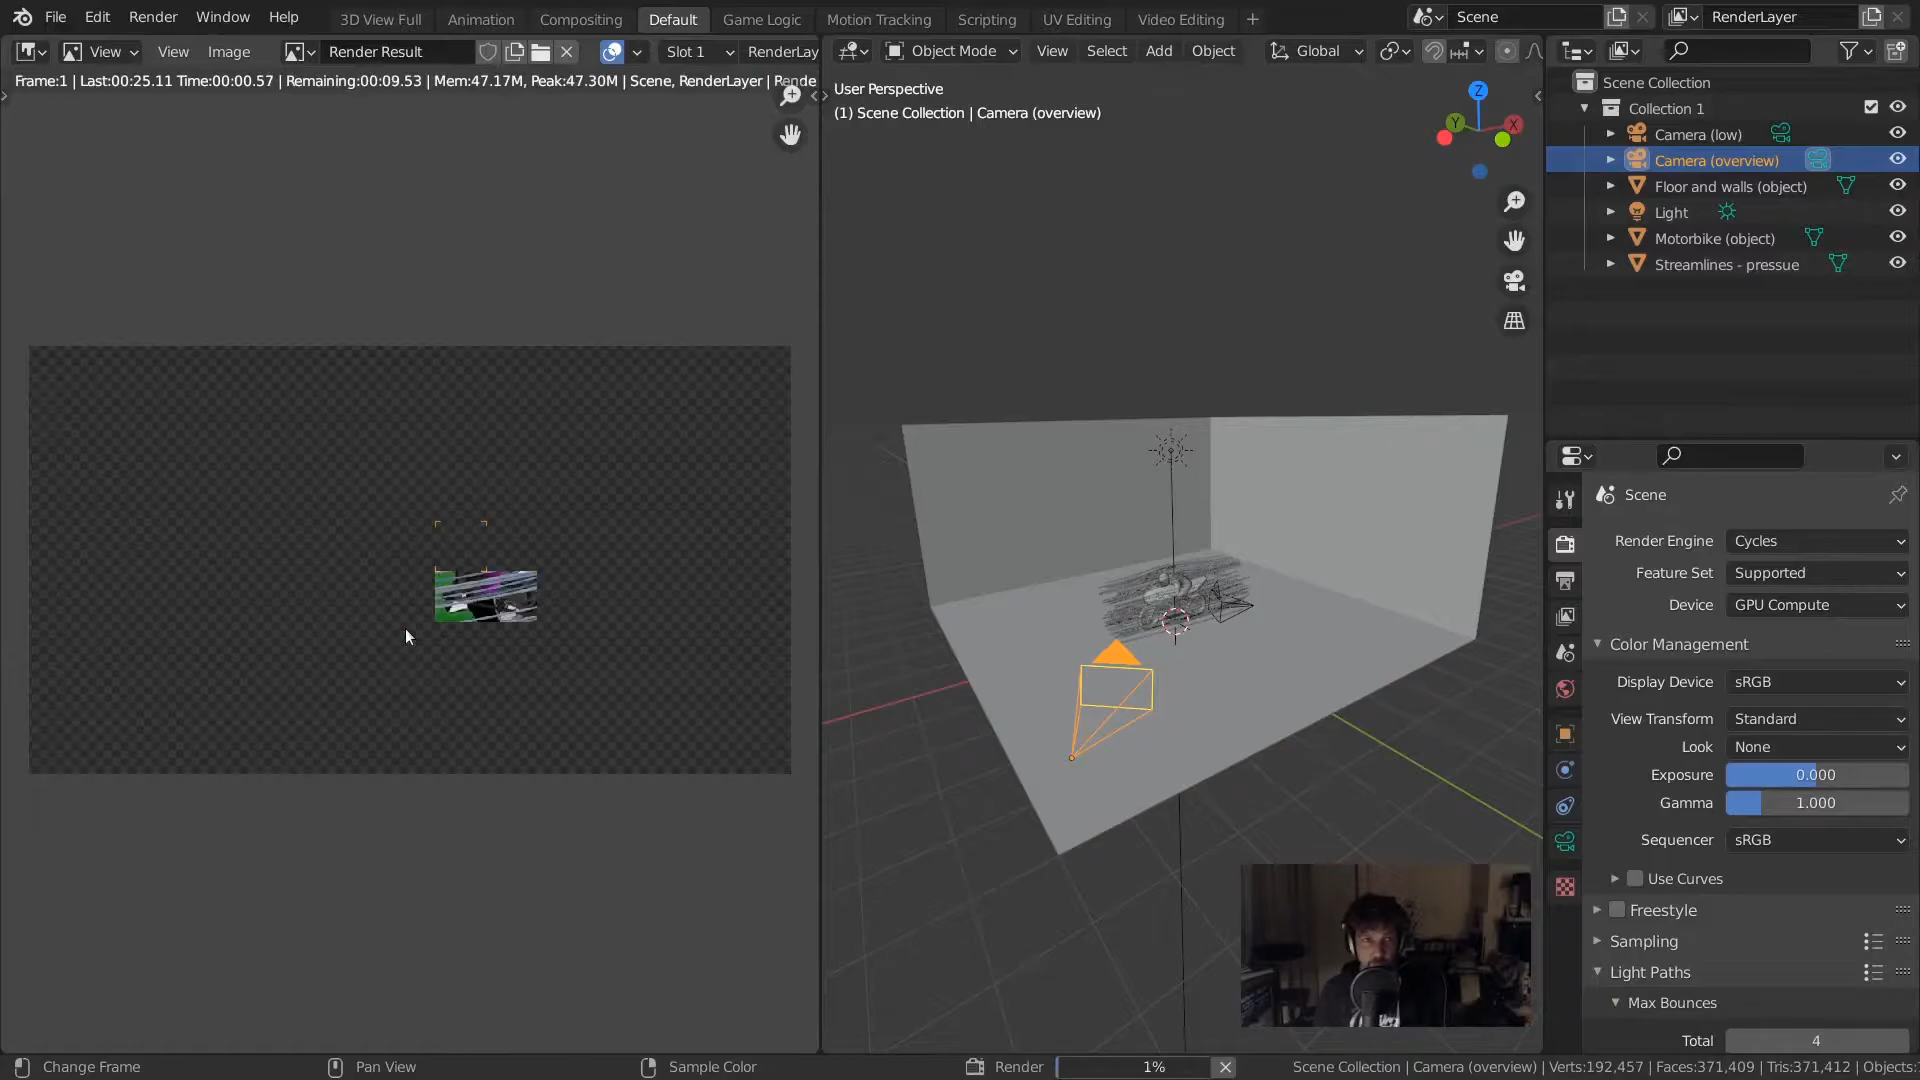 File Edit Render Window Help 3D View Full Animation Compositing Default Game Logic Motion Tracking Scripting UV Editing Video Editing Scene RenderLayer
View View Image Render Result Slot 1 RenderLay Object Mode View Select Add Object Global
Frame:1 | Last:00:25.11 Time:00:00.57 | Remaining:00:09.53 | Mem:47.17M, Peak:47.30M | Scene, RenderLayer | Rende
User Perspective
(1) Scene Collection | Camera (overview)
Z
Y
X
Scene Collection
Collection 1
Camera (low)
Camera (overview)
Floor and walls (object)
Light
Motorbike (object)
Streamlines - pressue
Scene
Render Engine Cycles
Feature Set Supported
Device GPU Compute
Color Management
Display Device sRGB
View Transform Standard
Look None
Exposure 0.000
Gamma 1.000
Sequencer sRGB
Use Curves
Freestyle
Sampling
Light Paths
Max Bounces
Total 4
Change Frame Pan View Sample Color Render 1% Scene Collection | Camera (overview) | Verts:192,457 | Faces:371,409 | Tris:371,412 | Objects: